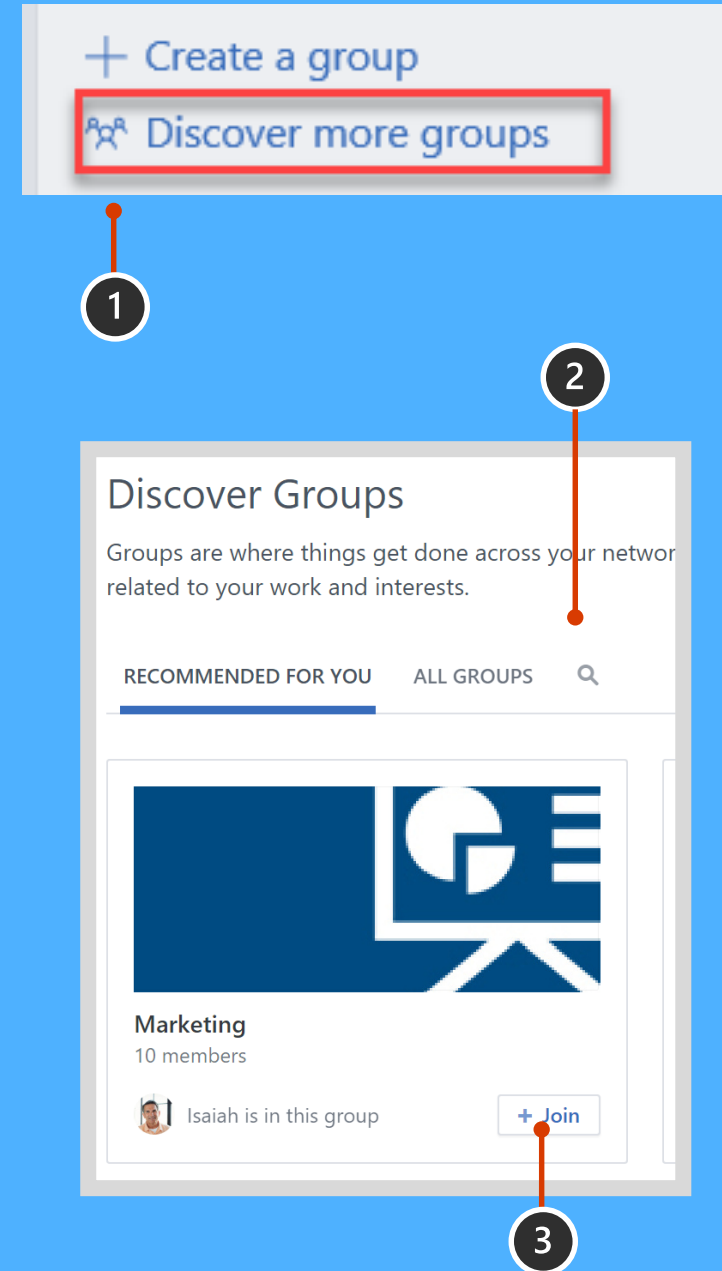 Create a group
Discover more groups
1
2
Discover Groups
Groups are where things get done across your networ
related to your work and interests.
RECOMMENDED FOR YOU ALL GROUPS
Marketing
10 members
Isaiah is in this group + Join
3